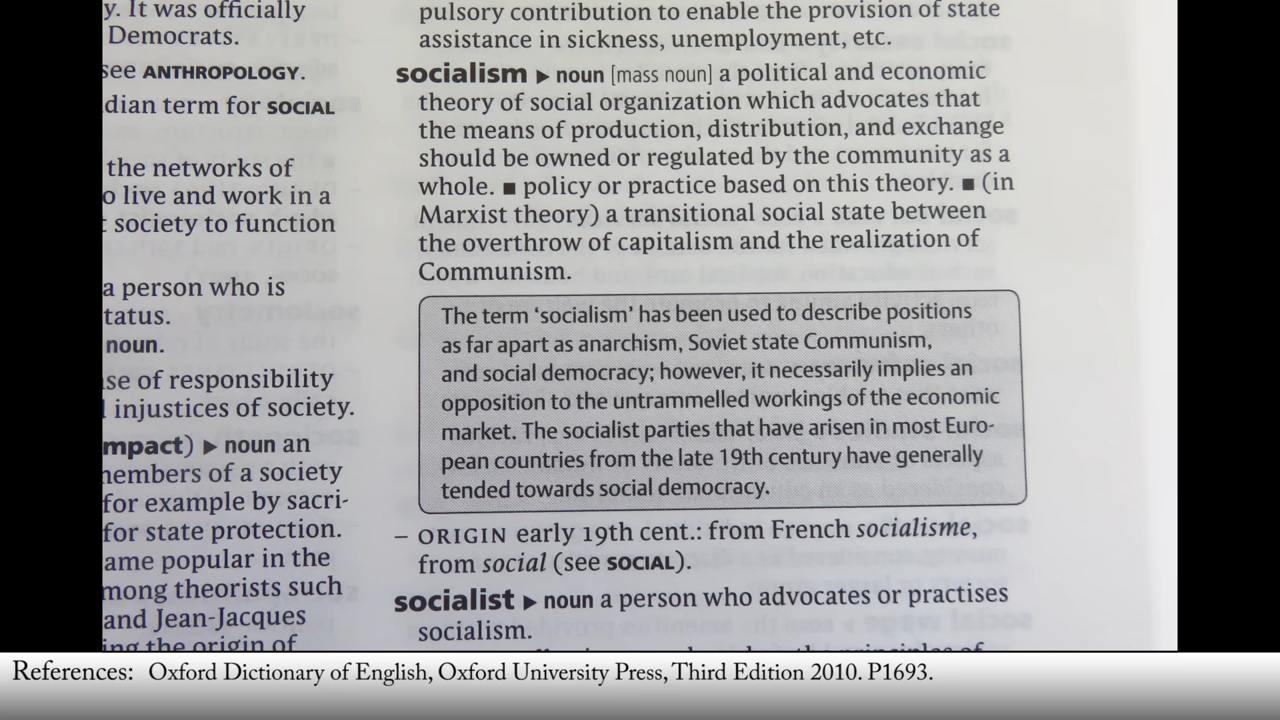 y. It was officially
Democrats.
see ANTHROPOLOGY.
dian term for SOCIAL
the networks of
o live and work in a
society to function
a person who is
tatus.
noun.
se of responsibility
injustices of society.
mpact) ▶ noun an
members of a society
for example by sacri-
for state protection.
ame popular in the
mong theorists such
and Jean-Jacques
ing the origin of
pulsory contribution to enable the provision of state
assistance in sickness, unemployment, etc.
socialism ▶ noun [mass noun] a political and economic
theory of social organization which advocates that
the means of production, distribution, and exchange
should be owned or regulated by the community as a
whole. ■ policy or practice based on this theory. ■ (in
Marxist theory) a transitional social state between
the overthrow of capitalism and the realization of
Communism.
The term ‘socialism’ has been used to describe positions
as far apart as anarchism, Soviet state Communism,
and social democracy; however, it necessarily implies an
opposition to the untrammelled workings of the economic
market. The socialist parties that have arisen in most Euro-
pean countries from the late 19th century have generally
tended towards social democracy.
– ORIGIN early 19th cent.: from French socialisme,
from social (see SOCIAL).
socialist ▶ noun a person who advocates or practises
socialism.
References: Oxford Dictionary of English, Oxford University Press, Third Edition 2010. P1693.